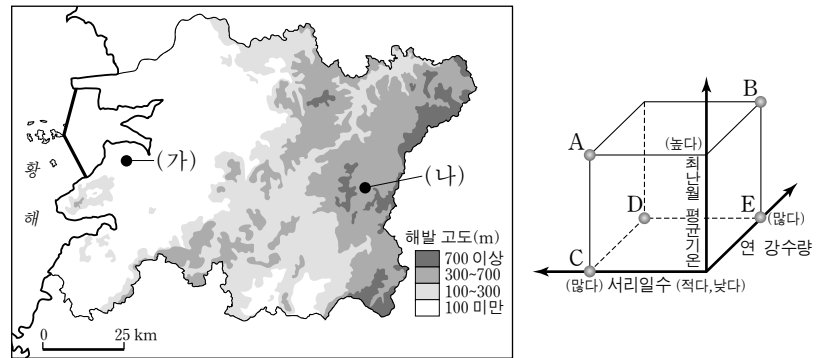 (가)
(나)
황
해
해발 고도(m)
700 이상
300~700
100~300
100 미만
0 25 km
A
B
C
D
E
(높다)
최난월 평균기온
(많다)
연 강수량
(많다) 서리일수 (적다,낮다)